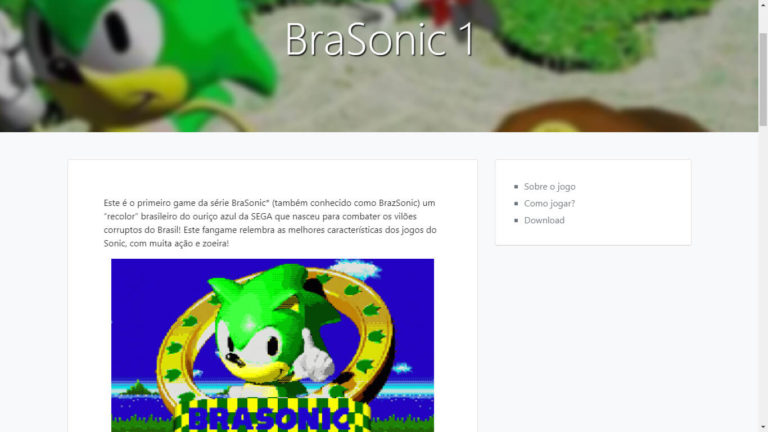 BraSonic 1
Este é o primeiro game da série BraSonic* (também conhecido como BrazSonic) um
"recolor" brasileiro do ouriço azul da SEGA que nasceu para combater os vilões
corruptos do Brasil! Este fangame relembra as melhores características dos jogos do
Sonic, com muita ação e zoeira!
Sobre o jogo
Como jogar?
Download
BRASONIC